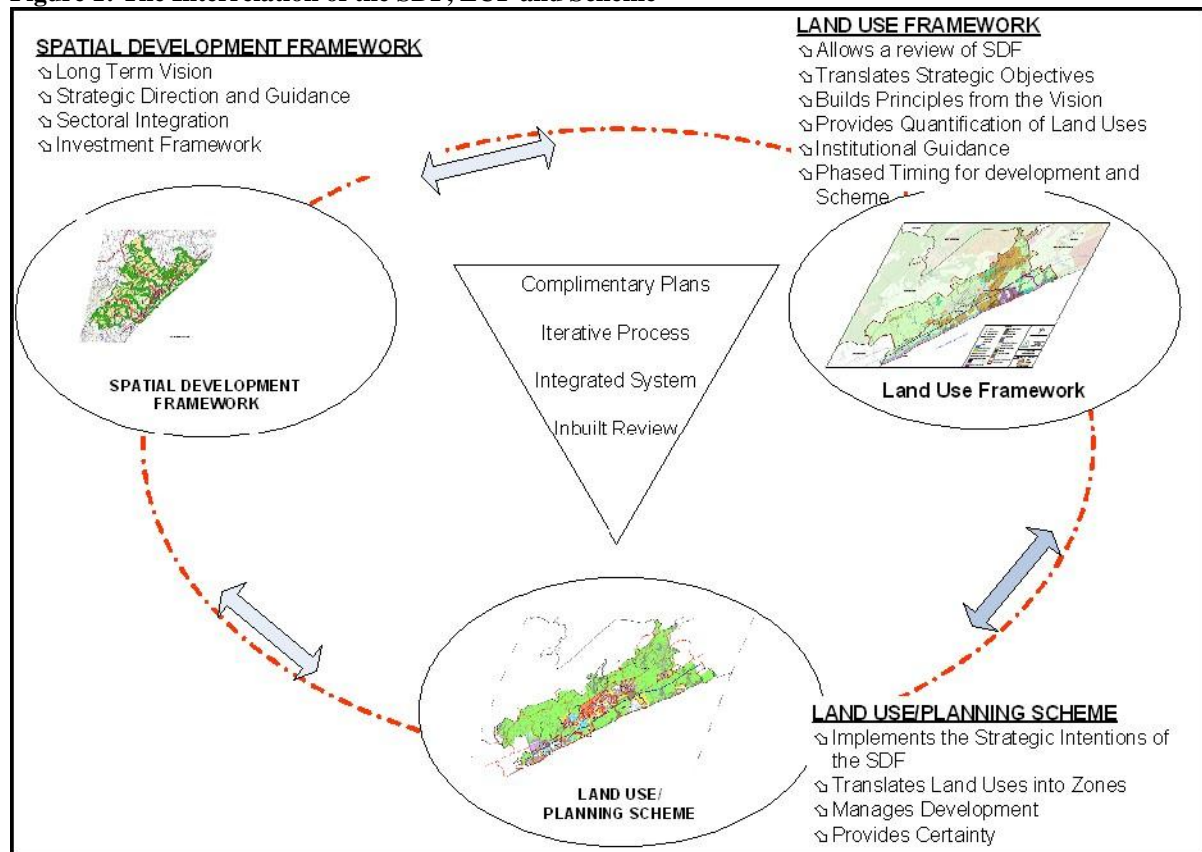 SPATIAL DEVELOPMENT FRAMEWORK
Long Term Vision
Strategic Direction and Guidance
Sectoral Integration
Investment Framework
LAND USE FRAMEWORK
Allows a review of SDF
Translates Strategic Objectives
Builds Principles from the Vision
Provides Quantification of Land Uses
Institutional Guidance
Phased Timing for development and
Scheme
SPATIAL DEVELOPMENT
FRAMEWORK
Complimentary Plans
Iterative Process
Integrated System
Inbuilt Review
Land Use Framework
LAND USE/
PLANNING SCHEME
LAND USE/PLANNING SCHEME
Implements the Strategic Intentions of
the SDF
Translates Land Uses into Zones
Manages Development
Provides Certainty